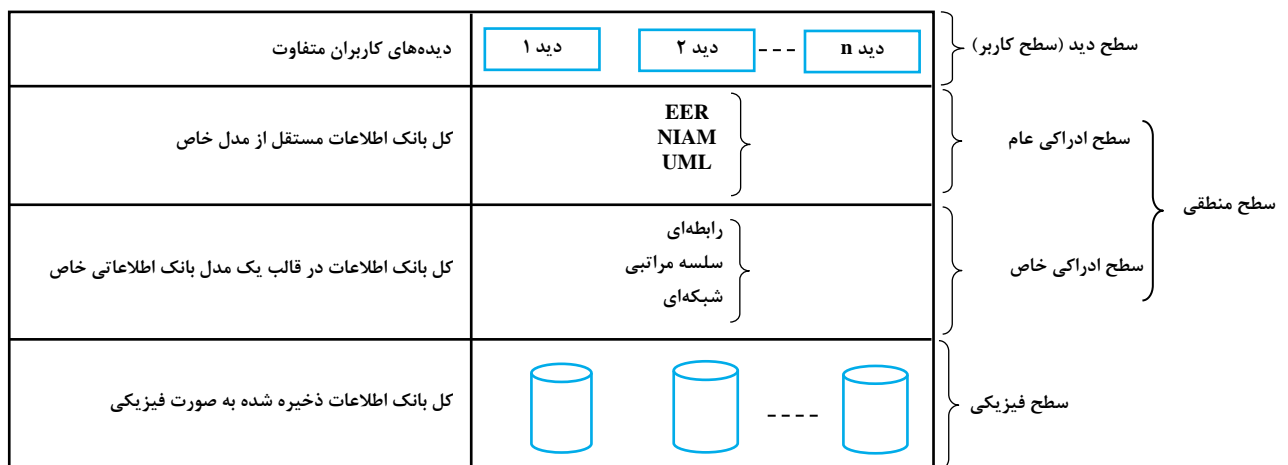 سطح دید (سطح کاربر)
دید n
---
دید ۲
دید ۱
دیدهای کاربران متفاوت
سطح منطقی
سطح ادراکی عام
EER
NIAM
UML
کل بانک اطلاعات مستقل از مدل خاص
سطح ادراکی خاص
رابطه‌ای
سلسه مراتبی
شبکه‌ای
کل بانک اطلاعات در قالب یک مدل بانک اطلاعاتی خاص
سطح فیزیکی
----
کل بانک اطلاعات ذخیره شده به صورت فیزیکی